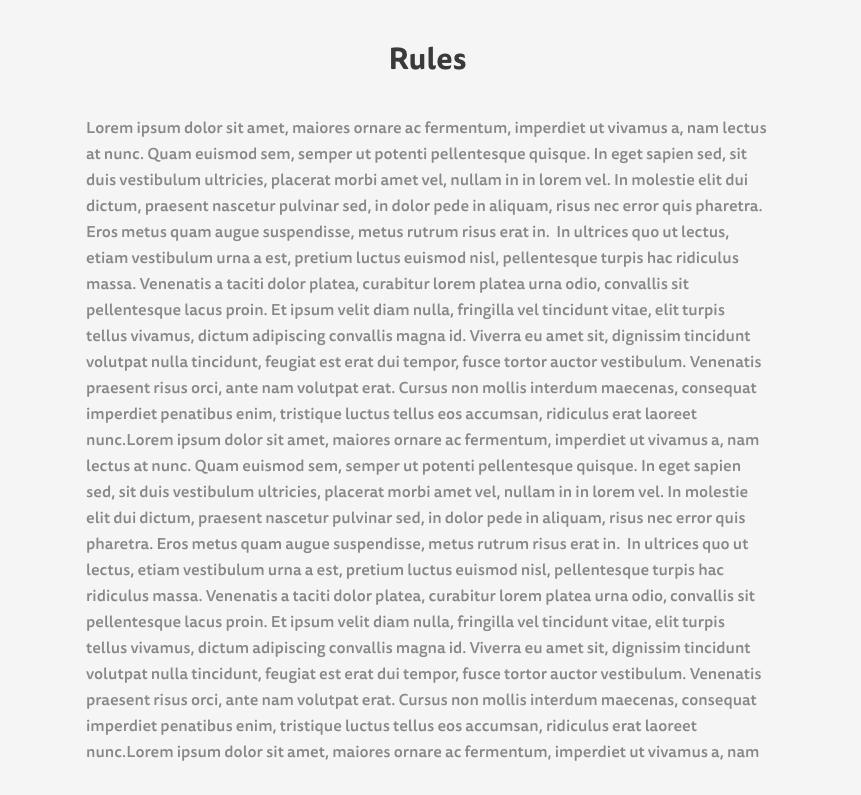 Rules
Lorem ipsum dolor sit amet, maiores ornare ac fermentum, imperdiet ut vivamus a, nam lectus
at nunc. Quam euismod sem, semper ut potenti pellentesque quisque. In eget sapien sed, sit
duis vestibulum ultricies, placerat morbi amet vel, nullam in in lorem vel. In molestie elit dui
dictum, praesent nascetur pulvinar sed, in dolor pede in aliquam, risus nec error quis pharetra.
Eros metus quam augue suspendisse, metus rutrum risus erat in.  In ultrices quo ut lectus,
etiam vestibulum urna a est, pretium luctus euismod nisl, pellentesque turpis hac ridiculus
massa. Venenatis a taciti dolor platea, curabitur lorem platea urna odio, convallis sit
pellentesque lacus proin. Et ipsum velit diam nulla, fringilla vel tincidunt vitae, elit turpis
tellus vivamus, dictum adipiscing convallis magna id. Viverra eu amet sit, dignissim tincidunt
volutpat nulla tincidunt, feugiat est erat dui tempor, fusce tortor auctor vestibulum. Venenatis
praesent risus orci, ante nam volutpat erat. Cursus non mollis interdum maecenas, consequat
imperdiet penatibus enim, tristique luctus tellus eos accumsan, ridiculus erat laoreet
nunc.Lorem ipsum dolor sit amet, maiores ornare ac fermentum, imperdiet ut vivamus a, nam
lectus at nunc. Quam euismod sem, semper ut potenti pellentesque quisque. In eget sapien
sed, sit duis vestibulum ultricies, placerat morbi amet vel, nullam in in lorem vel. In molestie
elit dui dictum, praesent nascetur pulvinar sed, in dolor pede in aliquam, risus nec error quis
pharetra. Eros metus quam augue suspendisse, metus rutrum risus erat in.  In ultrices quo ut
lectus, etiam vestibulum urna a est, pretium luctus euismod nisl, pellentesque turpis hac
ridiculus massa. Venenatis a taciti dolor platea, curabitur lorem platea urna odio, convallis sit
pellentesque lacus proin. Et ipsum velit diam nulla, fringilla vel tincidunt vitae, elit turpis
tellus vivamus, dictum adipiscing convallis magna id. Viverra eu amet sit, dignissim tincidunt
volutpat nulla tincidunt, feugiat est erat dui tempor, fusce tortor auctor vestibulum. Venenatis
praesent risus orci, ante nam volutpat erat. Cursus non mollis interdum maecenas, consequat
imperdiet penatibus enim, tristique luctus tellus eos accumsan, ridiculus erat laoreet
nunc.Lorem ipsum dolor sit amet, maiores ornare ac fermentum, imperdiet ut vivamus a, nam